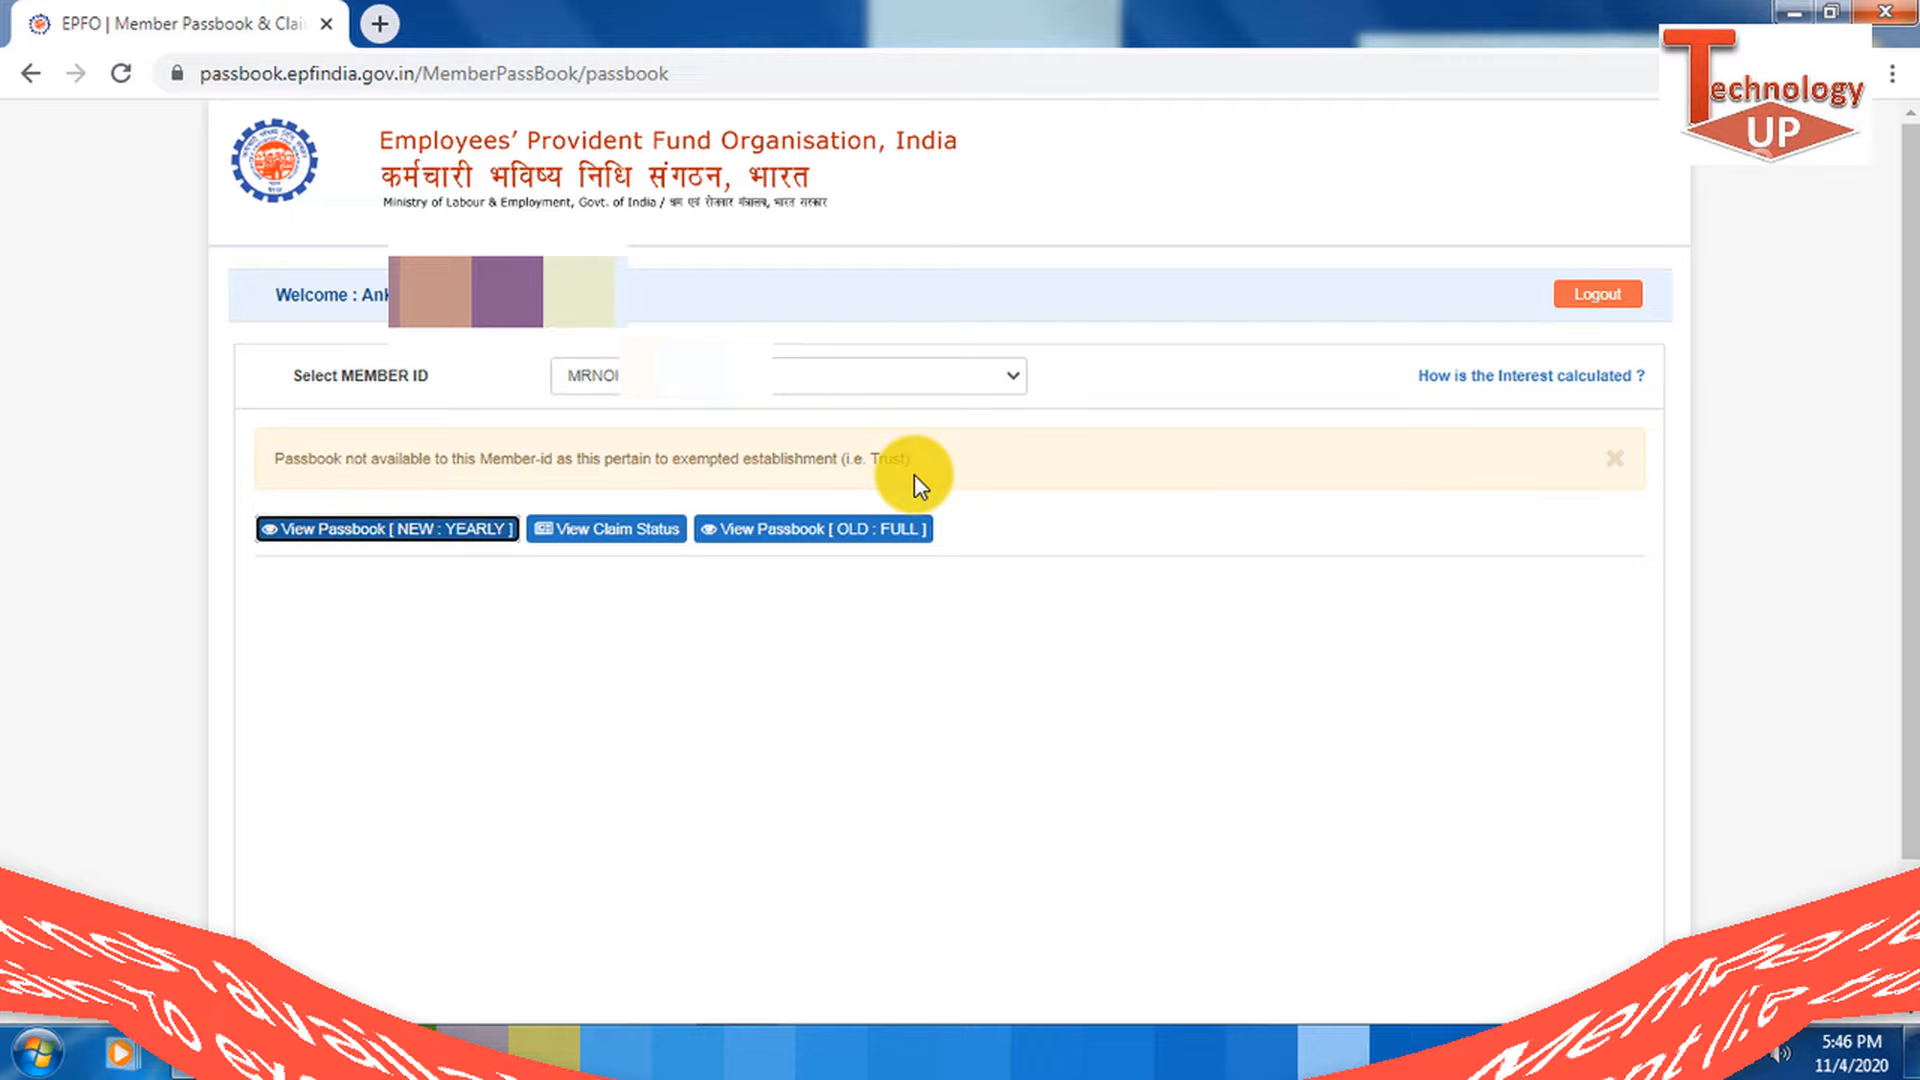 EPFO | Member Passbook & Clai
passbook.epfindia.gov.in/MemberPassBook/passbook
Technology
UP
Employees' Provident Fund Organisation, India
कर्मचारी भविष्य निधि संगठन, भारत
Ministry of Labour & Employment, Govt. of India / श्रम एवं रोजगार मंत्रालय, भारत सरकार
Welcome : Ank
Logout
Select MEMBER ID
MRNOI
How is the Interest calculated ?
Passbook not available to this Member-id as this pertain to exempted establishment (i.e. Trust)
View Passbook [ NEW : YEARLY ]
View Claim Status
View Passbook [ OLD : FULL ]
5:46 PM
11/4/2020